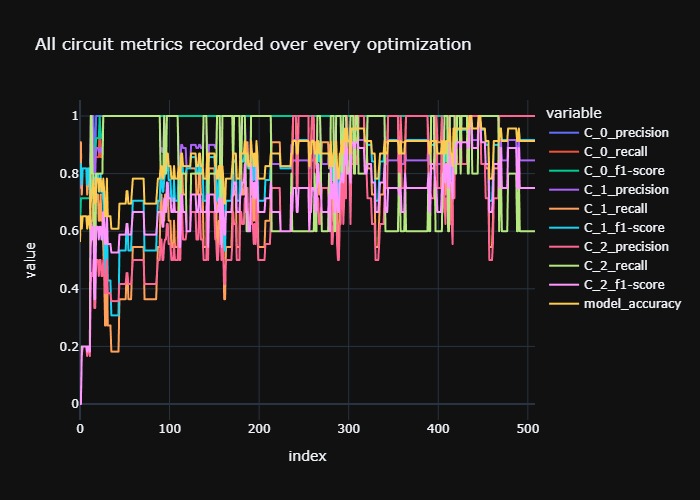 All circuit metrics recorded over every optimization
variable
C_0_precision
C_0_recall
C_0_f1-score
C_1_precision
C_1_recall
C_1_f1-score
C_2_precision
C_2_recall
C_2_f1-score
model_accuracy
value
1
0.8
0.6
0.4
0.2
0
0 100 200 300 400 500
index